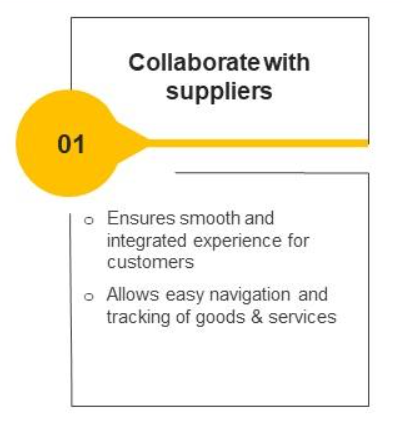 Collaborate with
suppliers
01
o Ensures smooth and
integrated experience for
customers
o Allows easy navigation and
tracking of goods & services